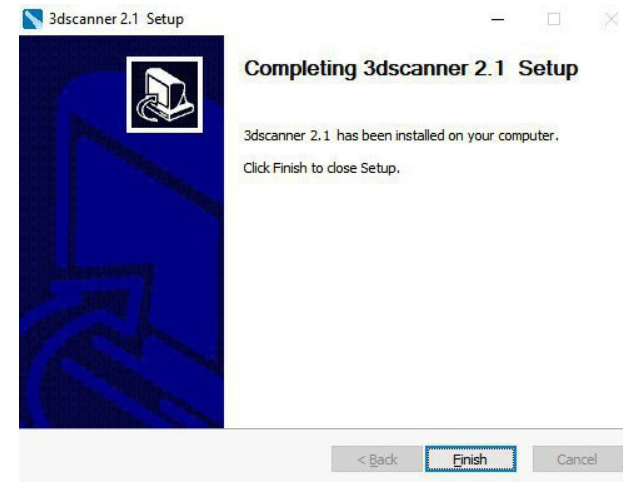 3dscanner 2.1 Setup
Completing 3dscanner 2.1 Setup
3dscanner 2.1 has been installed on your computer.
Click Finish to close Setup.
< Back
Finish
Cancel